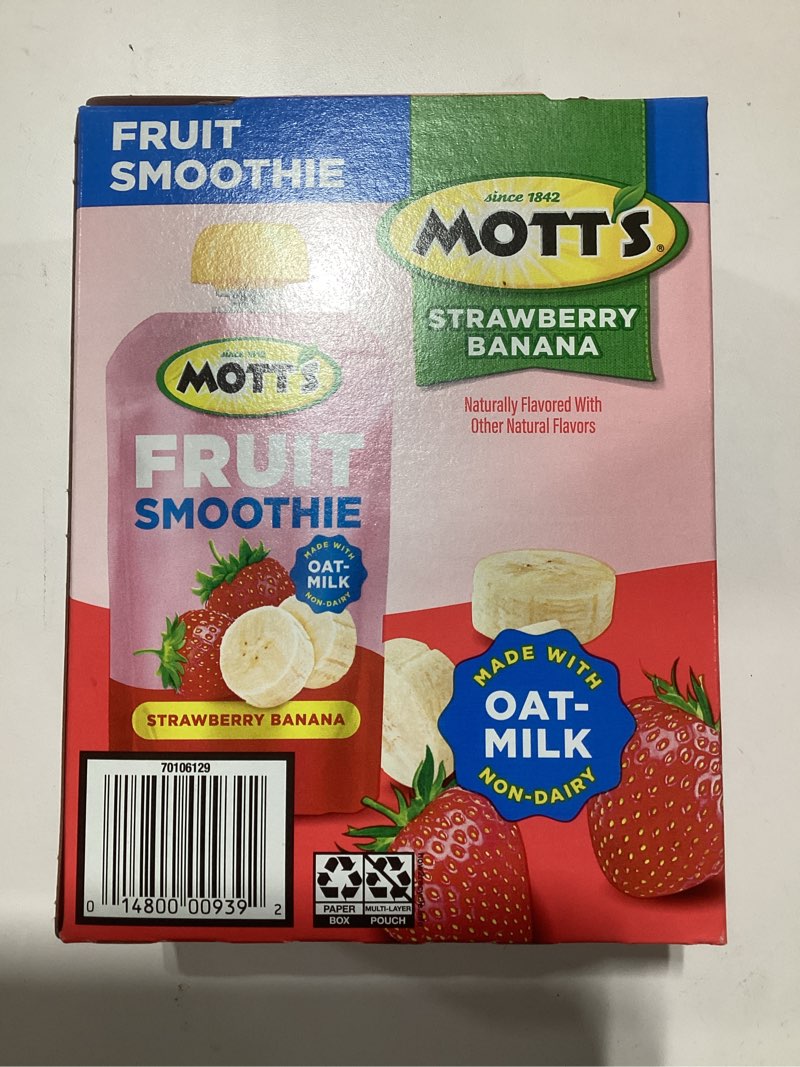 FRUIT
SMOOTHIE
since 1842
MOTT'S®
STRAWBERRY
BANANA
Naturally Flavored With
Other Natural Flavors
SINCE 1842
MOTT'S
FRUIT
SMOOTHIE
MADE WITH
OAT-
MILK
NON-DAIRY
STRAWBERRY BANANA
MADE WITH
OAT-
MILK
NON-DAIRY
70106129
0 14800 00939 2
PAPER
BOX
MULTI-LAYER
POUCH